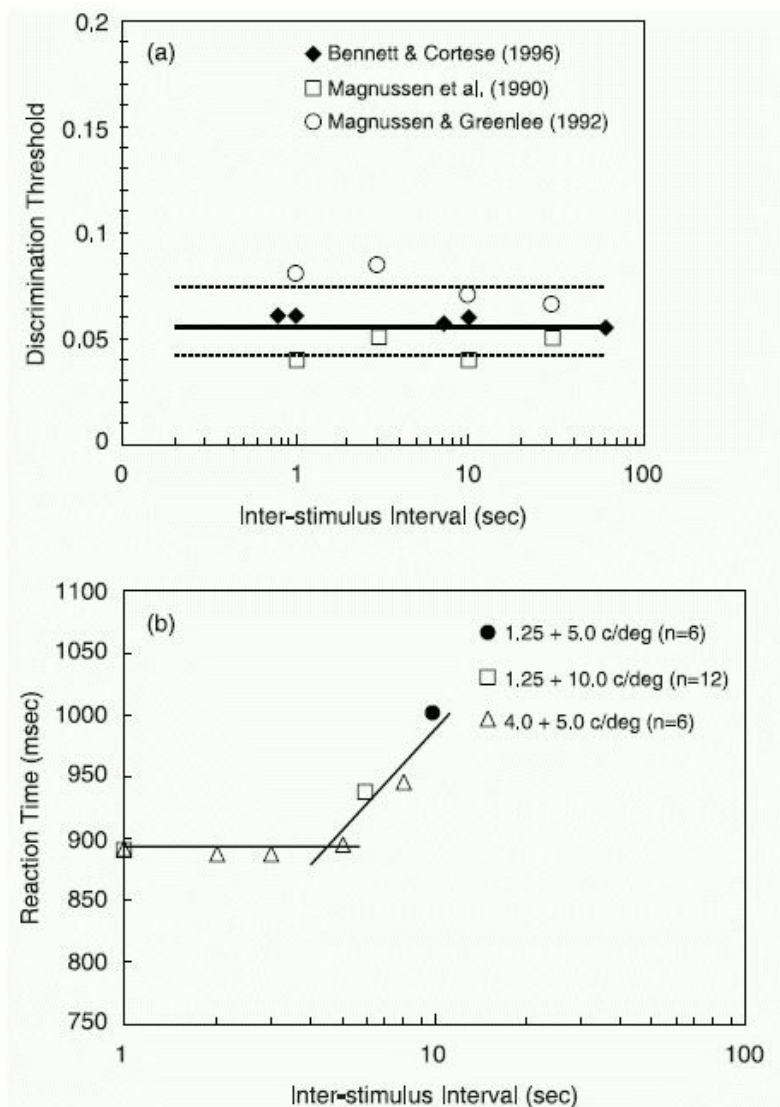 0.2
(a)
Bennett & Cortese (1996)
Magnussen et al. (1990)
Magnussen & Greenlee (1992)
0.15
0.1
0.05
0
Discrimination Threshold
0 1 10 100
Inter-stimulus Interval (sec)
1100
(b)
1.25 + 5.0 c/deg (n=6)
1.25 + 10.0 c/deg (n=12)
4.0 + 5.0 c/deg (n=6)
1050
1000
950
900
850
800
750
Reaction Time (msec)
1 10 100
Inter-stimulus Interval (sec)